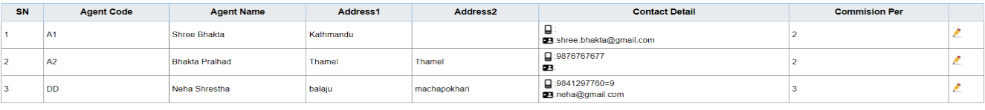 SN Agent Code Agent Name Address1 Address2 Contact Detail Commision Per
1 A1 Shree Bhakta Kathmandu : :shree.bhakta@gmail.com 2
2 A2 Bhakta Pralhad Thamel Thamel :9876767677 : 2
3 DD Neha Shrestha balaju machapokhari :9841297760=9 :neha@gmail.com 3